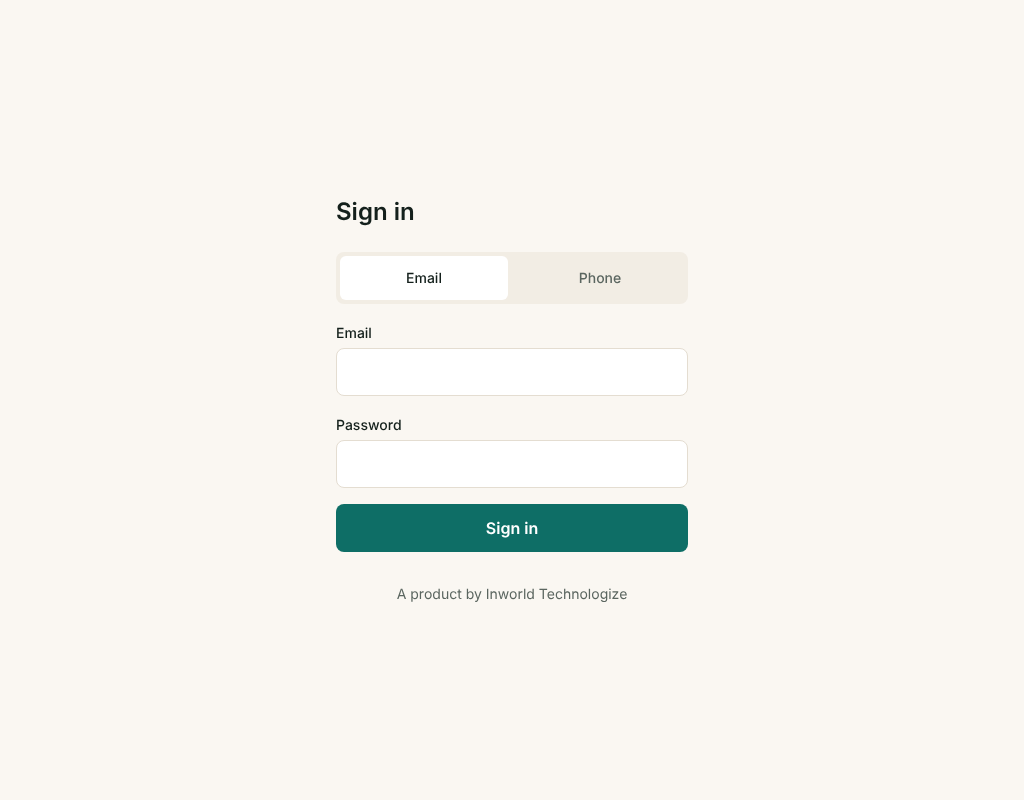 Sign in
Email
Phone
Email
Password
Sign in
A product by Inworld Technologize